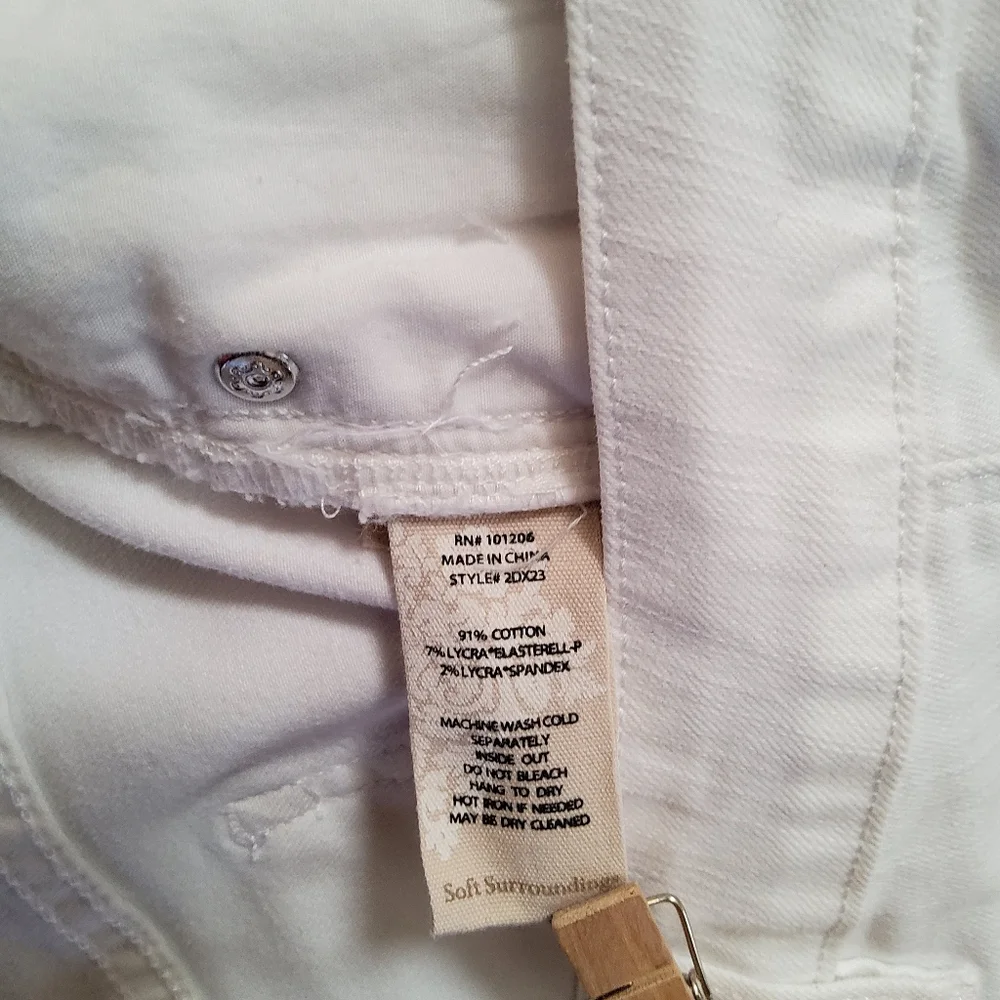 RN# 101206
MADE IN CHINA
STYLE# 2DX23
91% COTTON
7% LYCRA®ELASTERELL-P
2% LYCRA®SPANDEX
MACHINE WASH COLD
SEPARATELY
INSIDE OUT
DO NOT BLEACH
HANG TO DRY
HOT IRON IF NEEDED
MAY BE DRY CLEANED
Soft Surroundings